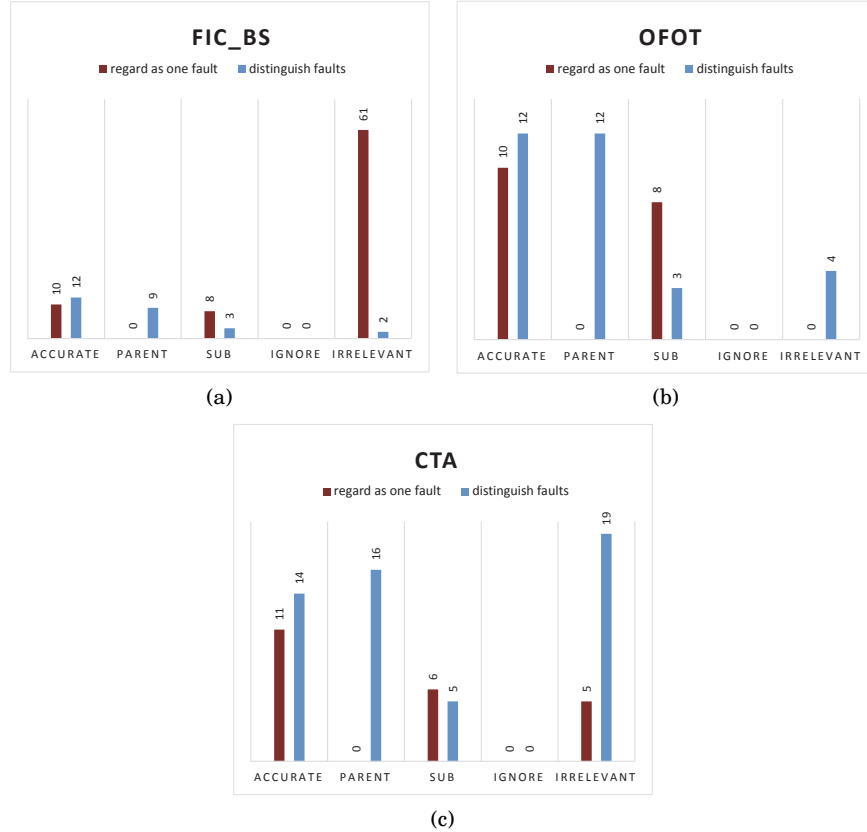 FIC_BS
regard as one fault distinguish faults
10 12 0 9 8 3 0 0 61 2
ACCURATE PARENT SUB IGNORE IRRELEVANT
(a)
OFOT
regard as one fault distinguish faults
10 12 0 12 8 3 0 0 0 4
ACCURATE PARENT SUB IGNORE IRRELEVANT
(b)
CTA
regard as one fault distinguish faults
11 14 0 16 6 5 0 0 5 19
ACCURATE PARENT SUB IGNORE IRRELEVANT
(c)